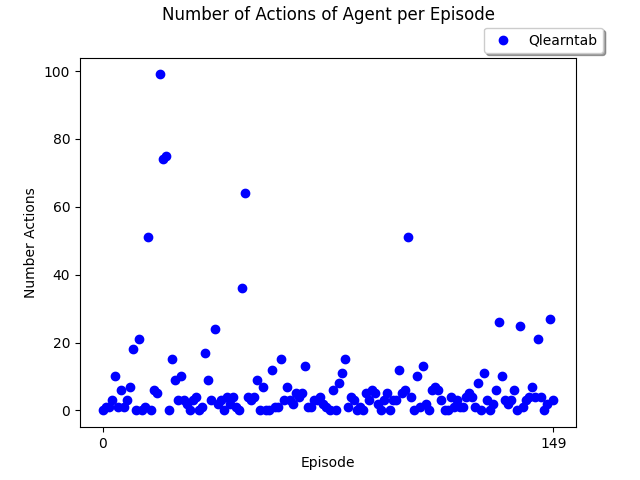 Number of Actions of Agent per Episode
Qlearntab
100
80
60
40
20
0
Number Actions
0
149
Episode